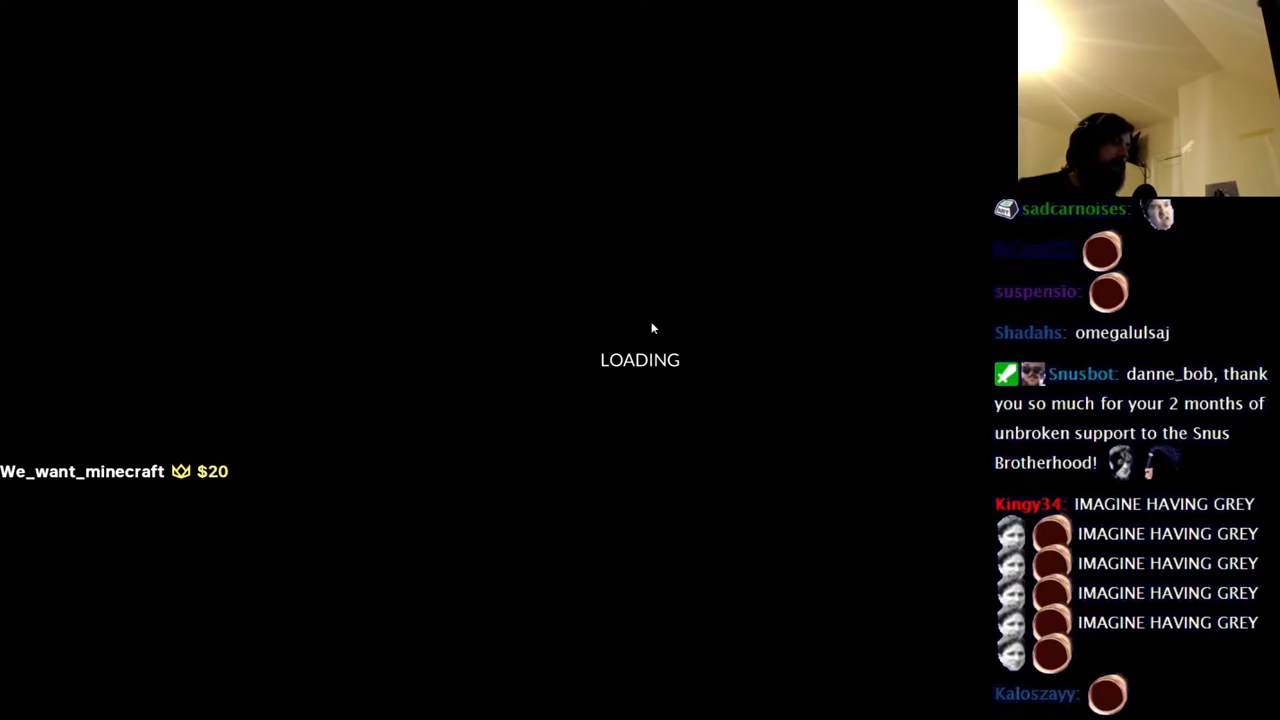 sadcarnoises:
suspensio:
LOADING
Shadahs: omegalulsaj
Snusbot: danne_bob, thank
you so much for your 2 months of
unbroken support to the Snus
Brotherhood!
We_want_minecraft $20
Kingy34: IMAGINE HAVING GREY
IMAGINE HAVING GREY
IMAGINE HAVING GREY
IMAGINE HAVING GREY
IMAGINE HAVING GREY
Kaloszayy: